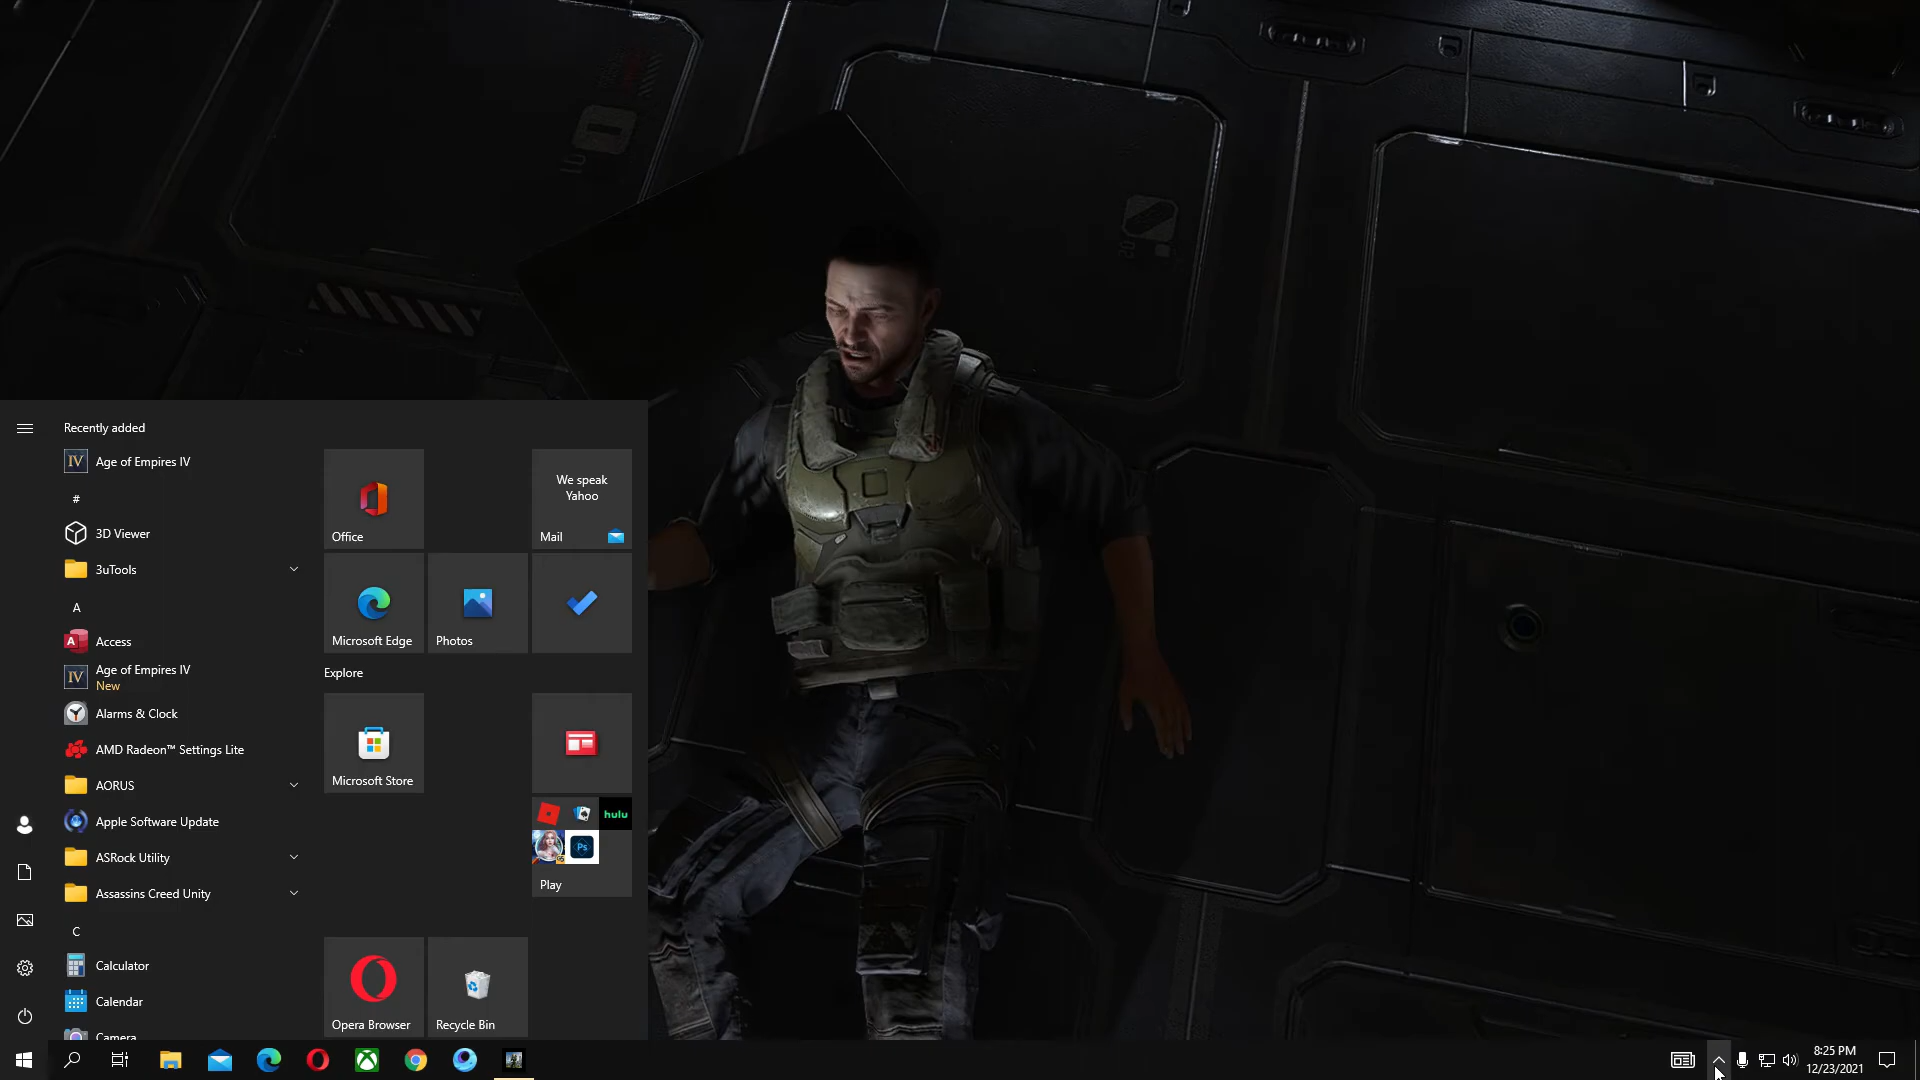 Recently added
Age of Empires IV
#
3D Viewer
3uTools
A
Access
Age of Empires IV
New
Alarms & Clock
AMD Radeon™ Settings Lite
AORUS
Apple Software Update
ASRock Utility
Assassins Creed Unity
C
Calculator
Calendar
Camera
Office
We speak
Yahoo
Mail
Microsoft Edge
Photos
Explore
Microsoft Store
hulu
Ps
Play
Opera Browser
Recycle Bin
8:25 PM
12/23/2021